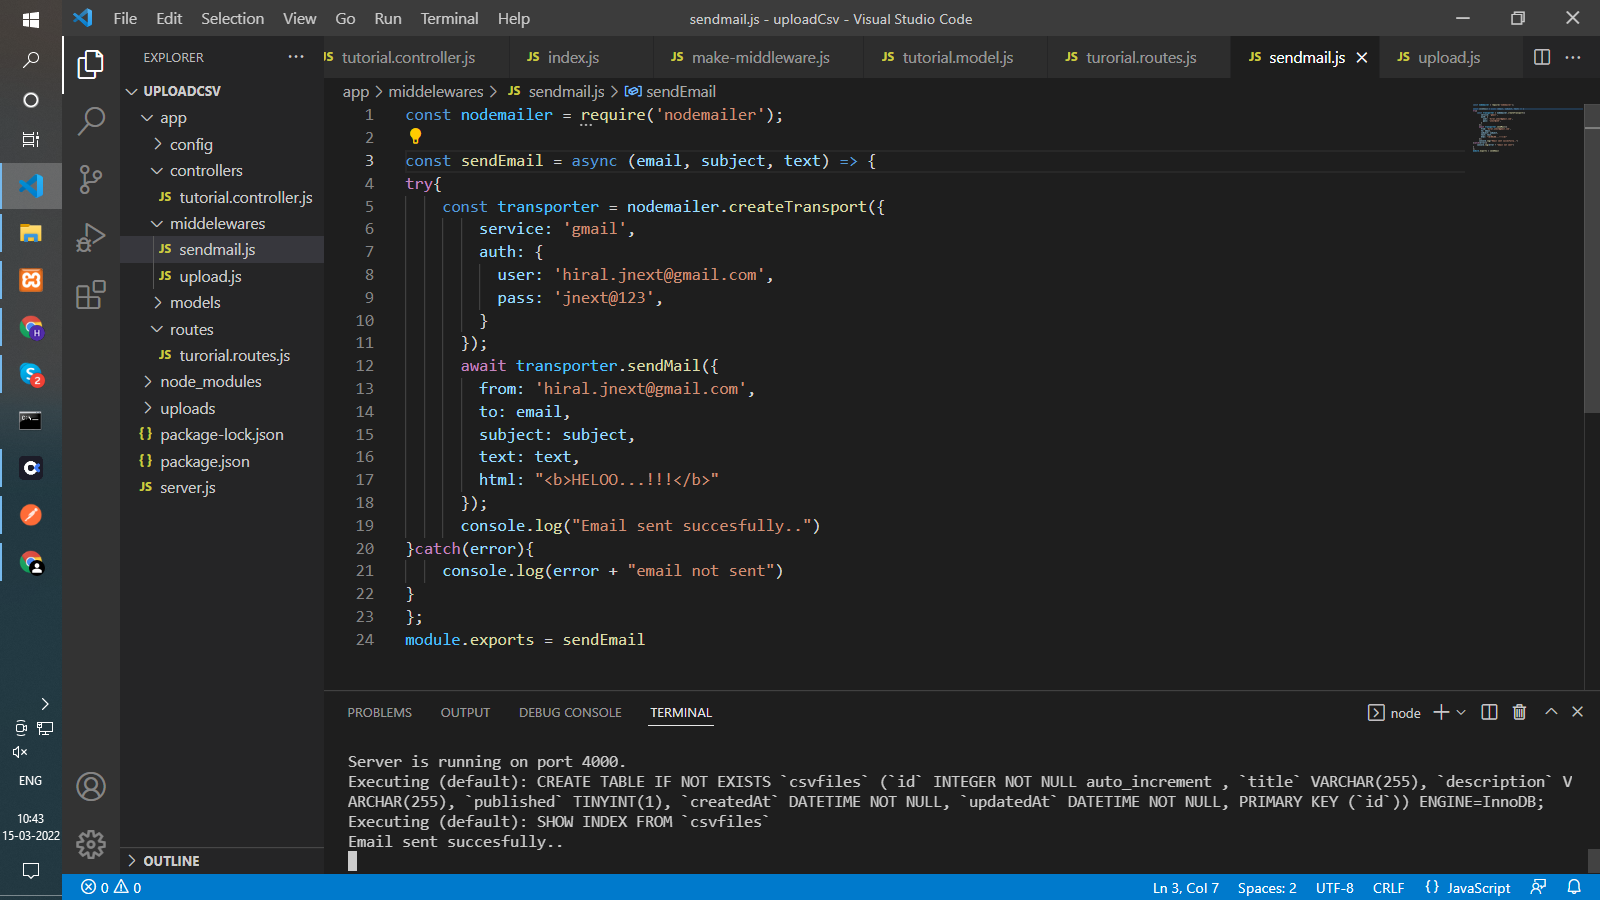 File Edit Selection View Go Run Terminal Help
sendmail.js - uploadCsv - Visual Studio Code
EXPLORER
JS tutorial.controller.js
JS index.js
JS make-middleware.js
JS tutorial.model.js
JS turorial.routes.js
JS sendmail.js
JS upload.js
UPLOADCSV
app
config
controllers
JS tutorial.controller.js
middelewares
JS sendmail.js
JS upload.js
models
routes
JS turorial.routes.js
node_modules
uploads
{} package-lock.json
{} package.json
JS server.js
OUTLINE
app > middelewares > JS sendmail.js > sendEmail
1 const nodemailer = require('nodemailer');
2
3 const sendEmail = async (email, subject, text) => {
4 try{
5 const transporter = nodemailer.createTransport({
6 service: 'gmail',
7 auth: {
8 user: 'hiral.jnext@gmail.com',
9 pass: 'jnext@123',
10 }
11 });
12 await transporter.sendMail({
13 from: 'hiral.jnext@gmail.com',
14 to: email,
15 subject: subject,
16 text: text,
17 html: "<b>HELOO...!!!</b>"
18 });
19 console.log("Email sent succesfully..")
20 }catch(error){
21 console.log(error + "email not sent")
22 }
23 };
24 module.exports = sendEmail
PROBLEMS OUTPUT DEBUG CONSOLE TERMINAL
node
Server is running on port 4000.
Executing (default): CREATE TABLE IF NOT EXISTS `csvfiles` (`id` INTEGER NOT NULL auto_increment , `title` VARCHAR(255), `description` V
ARCHAR(255), `published` TINYINT(1), `createdAt` DATETIME NOT NULL, `updatedAt` DATETIME NOT NULL, PRIMARY KEY (`id`)) ENGINE=InnoDB;
Executing (default): SHOW INDEX FROM `csvfiles`
Email sent succesfully..
H
S
2
ENG
10:43
15-03-2022
0 0
Ln 3, Col 7 Spaces: 2 UTF-8 CRLF {} JavaScript